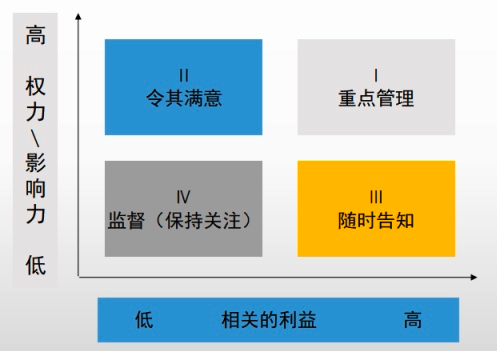 高
权力\影响力
低
II
令其满意
I
重点管理
IV
监督（保持关注）
III
随时告知
低 相关的利益 高